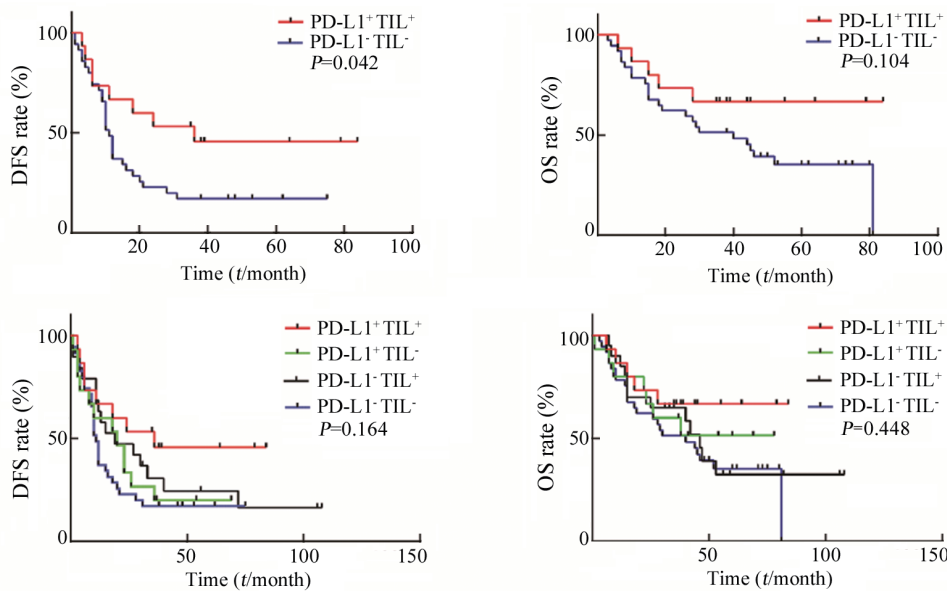 PD-L1⁺ TIL⁺
PD-L1⁻ TIL⁻
P=0.042
DFS rate (%)
100
50
0
20 40 60 80 100
Time (t/month)
PD-L1⁺ TIL⁺
PD-L1⁻ TIL⁻
P=0.104
OS rate (%)
100
50
0
20 40 60 80 100
Time (t/month)
PD-L1⁺ TIL⁺
PD-L1⁺ TIL⁻
PD-L1⁻ TIL⁺
PD-L1⁻ TIL⁻
P=0.164
DFS rate (%)
100
50
0
50 100 150
Time (t/month)
PD-L1⁺ TIL⁺
PD-L1⁺ TIL⁻
PD-L1⁻ TIL⁺
PD-L1⁻ TIL⁻
P=0.448
OS rate (%)
100
50
0
50 100 150
Time (t/month)